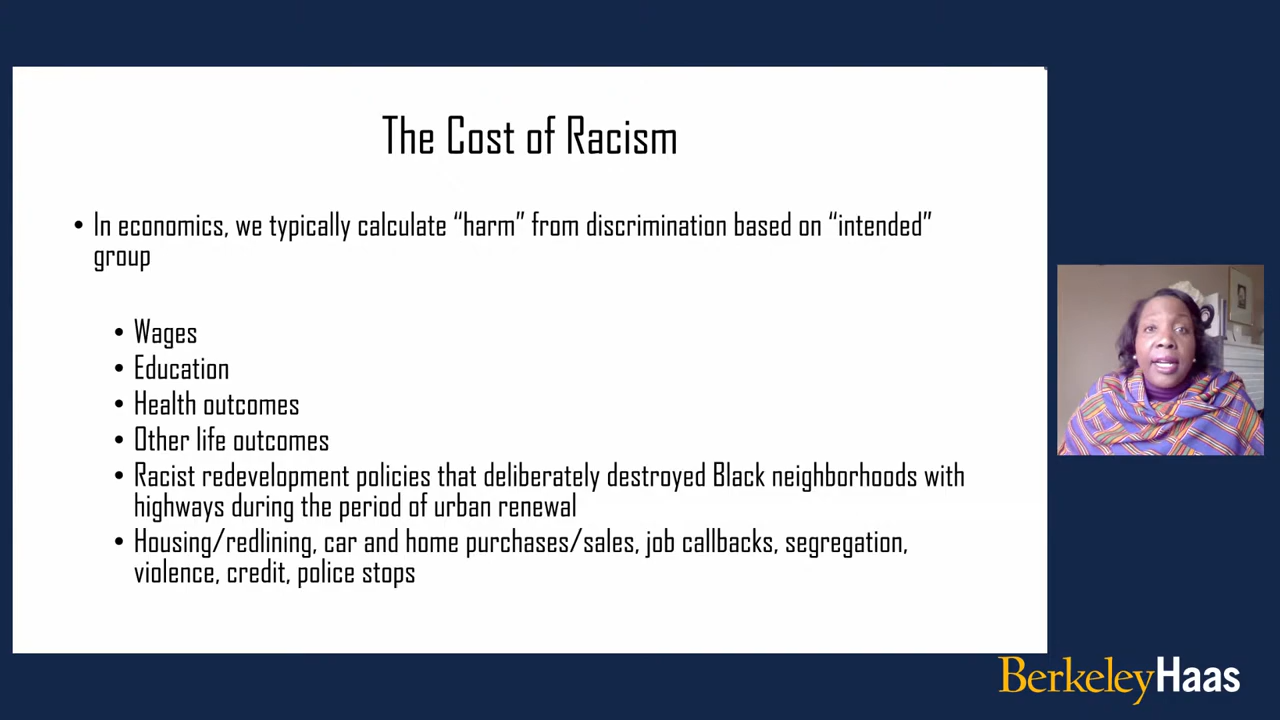 The Cost of Racism
• In economics, we typically calculate “harm” from discrimination based on “intended”
group
• Wages
• Education
• Health outcomes
• Other life outcomes
• Racist redevelopment policies that deliberately destroyed Black neighborhoods with
highways during the period of urban renewal
• Housing/redlining, car and home purchases/sales, job callbacks, segregation,
violence, credit, police stops
BerkeleyHaas